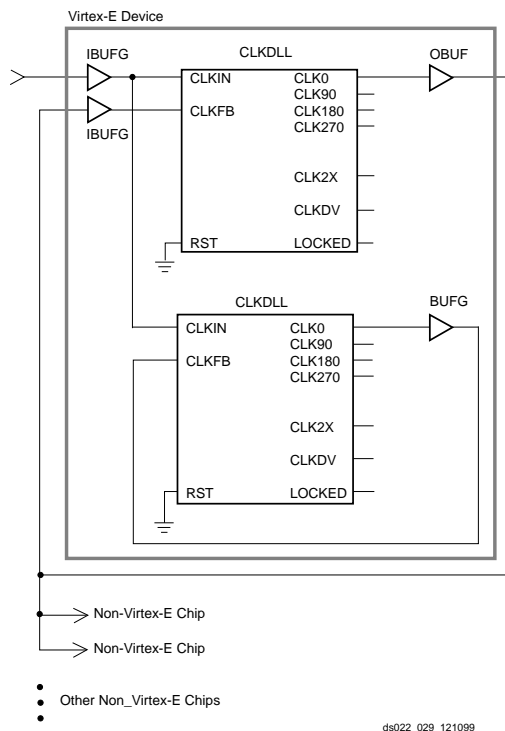 Virtex-E Device
IBUFG
CLKDLL
OBUF
CLKIN
CLK0
CLK90
CLKFB
CLK180
CLK270
IBUFG
CLK2X
CLKDV
RST
LOCKED
CLKDLL
BUFG
CLKIN
CLK0
CLK90
CLKFB
CLK180
CLK270
CLK2X
CLKDV
RST
LOCKED
Non-Virtex-E Chip
Non-Virtex-E Chip
Other Non_Virtex-E Chips
ds022_029_121099